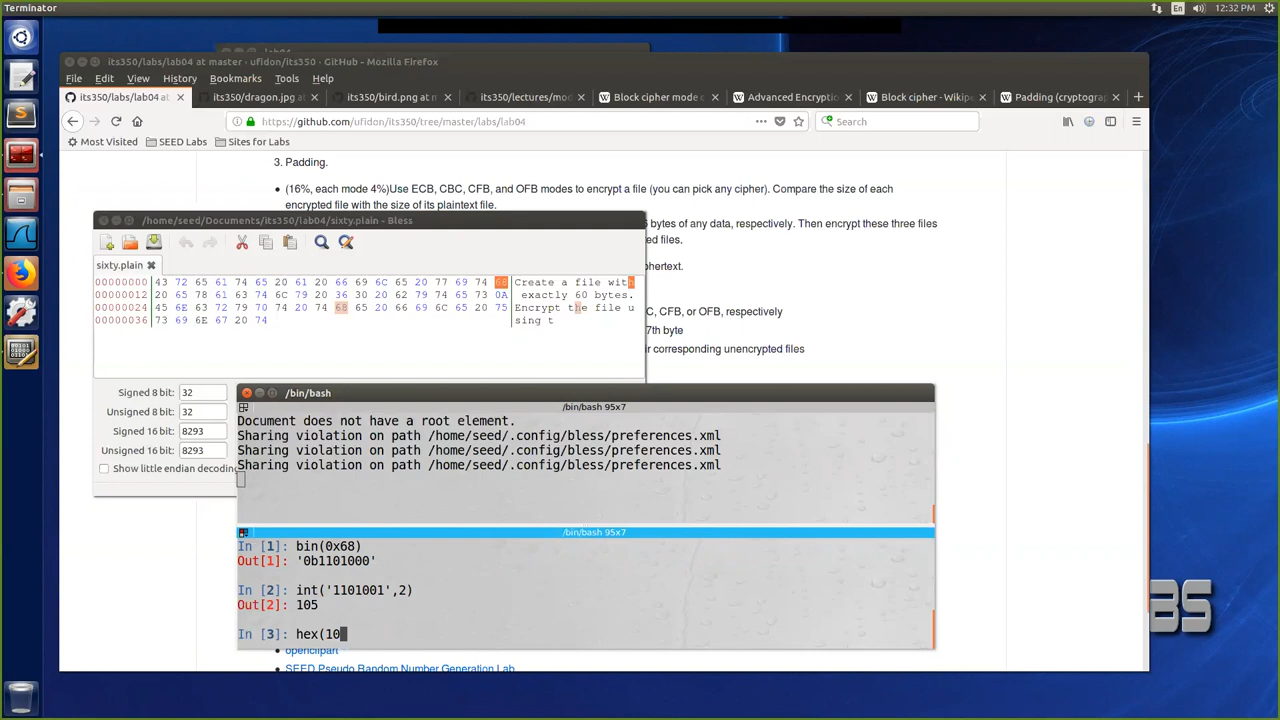 Terminator
En
12:32 PM
lab04
its350/labs/lab04 at master · ufidon/its350 · GitHub - Mozilla Firefox
File Edit View History Bookmarks Tools Help
its350/labs/lab04 at
its350/dragon.jpg at
its350/bird.png at m
its350/lectures/mod
Block cipher mode o
Advanced Encryptio
Block cipher - Wikipe
Padding (cryptograp
https://github.com/ufidon/its350/tree/master/labs/lab04
Search
Most Visited
SEED Labs
Sites for Labs
3. Padding.
(16%, each mode 4%)Use ECB, CBC, CFB, and OFB modes to encrypt a file (you can pick any cipher). Compare the size of each
encrypted file with the size of its plaintext file.
/home/seed/Documents/its350/lab04/sixty.plain - Bless
bytes of any data, respectively. Then encrypt these three files
ed files.
phertext.
C, CFB, or OFB, respectively
7th byte
ir corresponding unencrypted files
sixty.plain
00000000 43 72 65 61 74 65 20 61 20 66 69 6C 65 20 77 69 74 68 Create a file with
00000012 20 65 78 61 63 74 6C 79 20 36 30 20 62 79 74 65 73 0A exactly 60 bytes.
00000024 45 6E 63 72 79 70 74 20 74 68 65 20 66 69 6C 65 20 75 Encrypt the file u
00000036 73 69 6E 67 20 74 sing t
Signed 8 bit: 32
Unsigned 8 bit: 32
Signed 16 bit: 8293
Unsigned 16 bit: 8293
Show little endian decoding
/bin/bash
/bin/bash 95x7
Document does not have a root element.
Sharing violation on path /home/seed/.config/bless/preferences.xml
Sharing violation on path /home/seed/.config/bless/preferences.xml
Sharing violation on path /home/seed/.config/bless/preferences.xml
/bin/bash 95x7
In [1]: bin(0x68)
Out[1]: '0b1101000'
In [2]: int('1101001',2)
Out[2]: 105
In [3]: hex(10
openclipart
SEED Pseudo Random Number Generation Lab